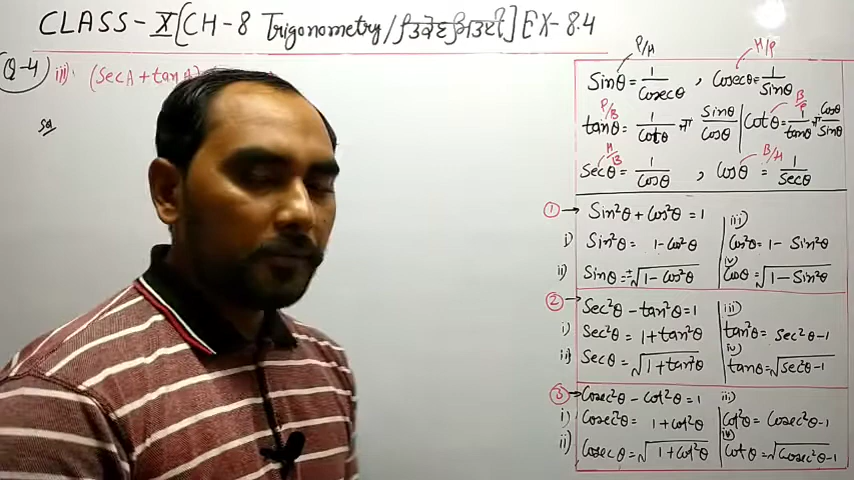 CLASS-X [CH-8 Trigonometry/ਤਿਕੋਣਮਿਤੀ] EX-8.4
Q-4 iii) (SecA + tanA)
Sol
P/H H/P
Sinθ = 1/Cosecθ , Cosecθ = 1/Sinθ
P/B B/P
tanθ = 1/Cotθ ਜਾਂ Sinθ/Cosθ | Cotθ = 1/tanθ ਜਾਂ Cosθ/Sinθ
H/B B/H
Secθ = 1/Cosθ , Cosθ = 1/Secθ
① → Sin²θ + Cos²θ = 1
i) Sin²θ = 1-Cos²θ
ii) Sinθ = ±√1-Cos²θ
iii) Cos²θ = 1- Sin²θ
iv) Cosθ = √1-Sin²θ
② → Sec²θ - tan²θ = 1
i) Sec²θ = 1+tan²θ
ii) Secθ = √1+tan²θ
iii) tan²θ = Sec²θ-1
iv) tanθ = √Sec²θ-1
③ → Cosec²θ - Cot²θ = 1
i) Cosec²θ = 1+Cot²θ
ii) Cosecθ = √1+Cot²θ
iii) Cot²θ = Cosec²θ-1
iv) Cotθ = √Cosec²θ-1